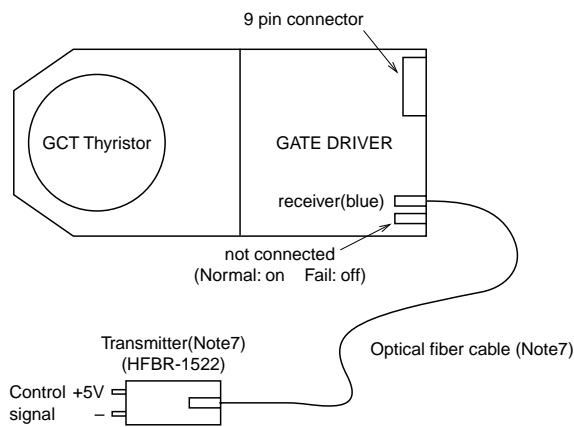 9 pin connector
GCT Thyristor
GATE DRIVER
receiver(blue)
not connected
(Normal: on Fail: off)
Transmitter(Note7)
(HFBR-1522)
Optical fiber cable (Note7)
Control +5V
signal –